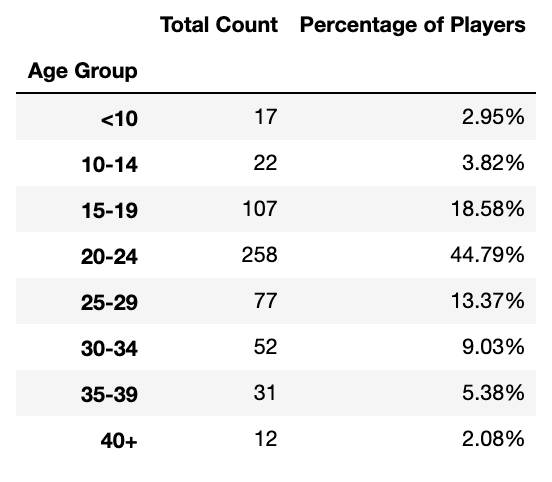 Total Count Percentage of Players
Age Group
<10 17 2.95%
10-14 22 3.82%
15-19 107 18.58%
20-24 258 44.79%
25-29 77 13.37%
30-34 52 9.03%
35-39 31 5.38%
40+ 12 2.08%